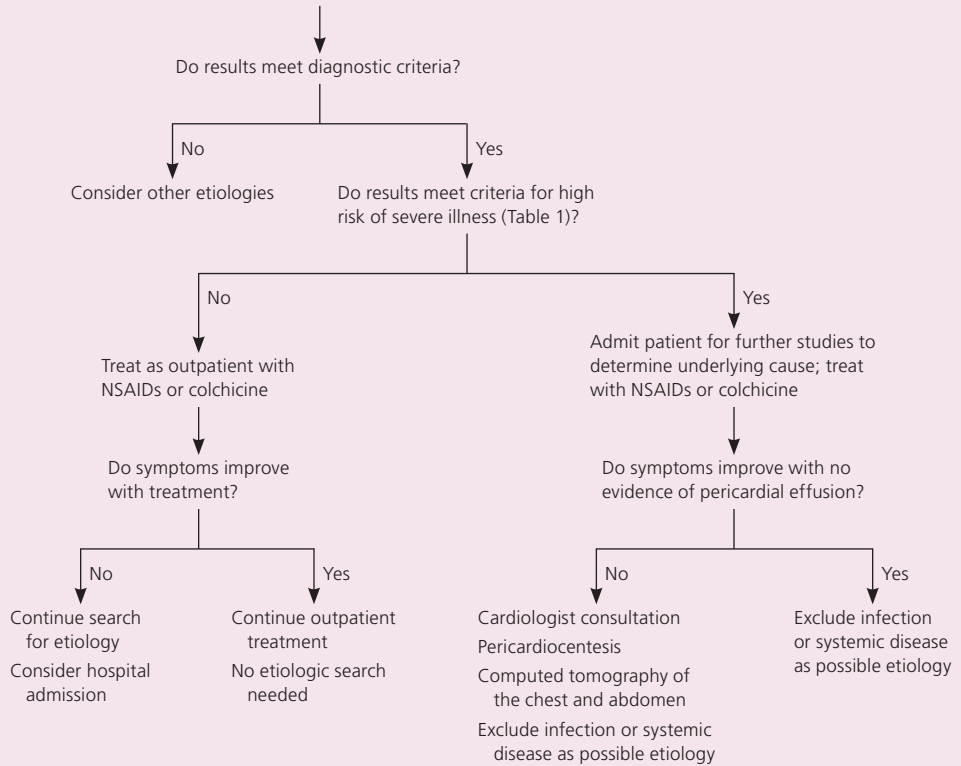 Do results meet diagnostic criteria?
No
Yes
Consider other etiologies
Do results meet criteria for high
risk of severe illness (Table 1)?
No
Yes
Treat as outpatient with
NSAIDs or colchicine
Admit patient for further studies to
determine underlying cause; treat
with NSAIDs or colchicine
Do symptoms improve
with treatment?
Do symptoms improve with no
evidence of pericardial effusion?
No
Yes
No
Yes
Continue search
for etiology
Consider hospital
admission
Continue outpatient
treatment
No etiologic search
needed
Cardiologist consultation
Pericardiocentesis
Computed tomography of
the chest and abdomen
Exclude infection or systemic
disease as possible etiology
Exclude infection
or systemic disease
as possible etiology